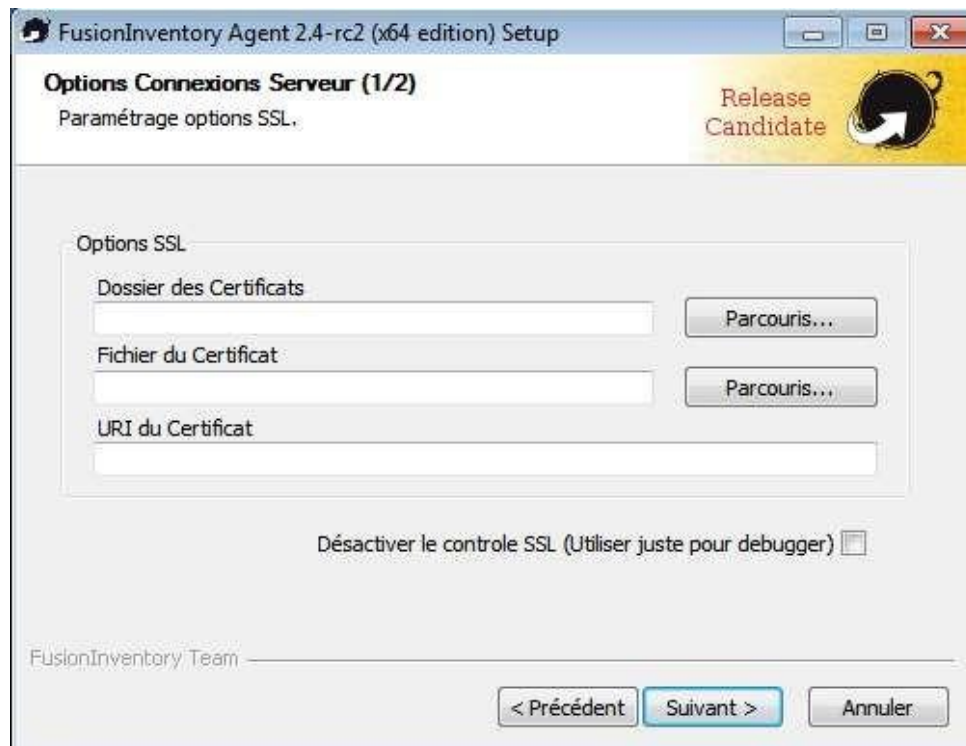 FusionInventory Agent 2.4-rc2 (x64 edition) Setup
Options Connexions Serveur (1/2)
Paramétrage options SSL.
Release
Candidate
Options SSL
Dossier des Certificats
Parcouris...
Fichier du Certificat
Parcouris...
URI du Certificat
Désactiver le controle SSL (Utiliser juste pour debugger)
FusionInventory Team
< Précédent
Suivant >
Annuler